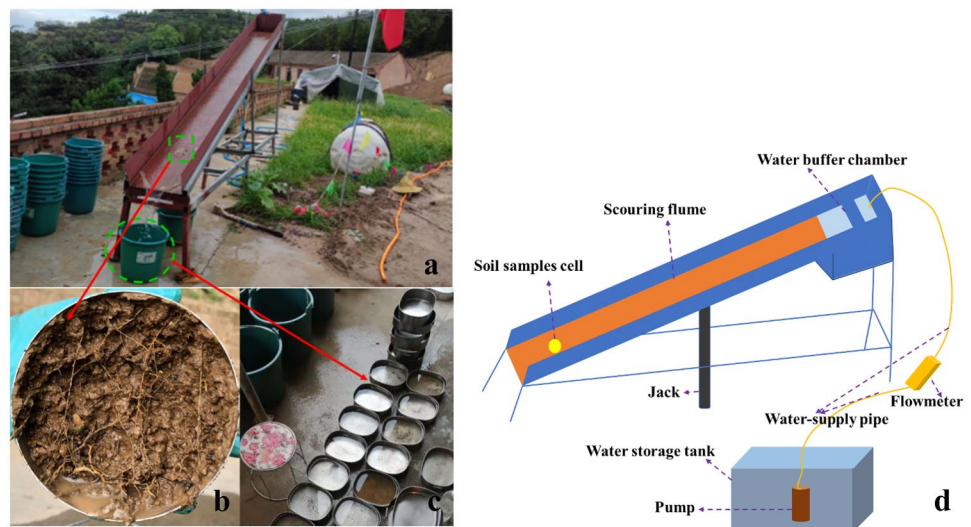 a
Water buffer chamber
Scouring flume
Soil samples cell
Jack
Flowmeter
Water-supply pipe
Water storage tank
Pump
b
c
d